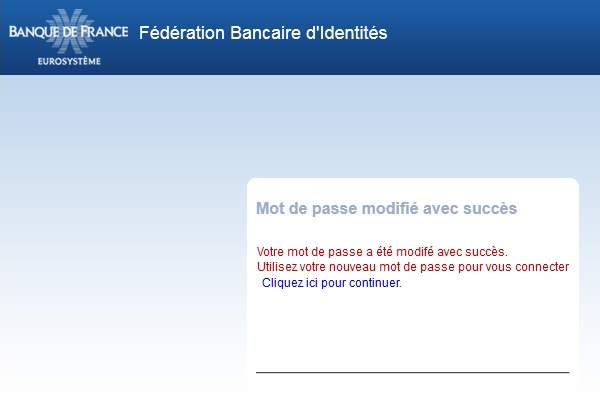 BANQUE DE FRANCE
EUROSYSTÈME
Fédération Bancaire d'Identités
Mot de passe modifié avec succès
Votre mot de passe a été modifé avec succès.
Utilisez votre nouveau mot de passe pour vous connecter
Cliquez ici pour continuer.